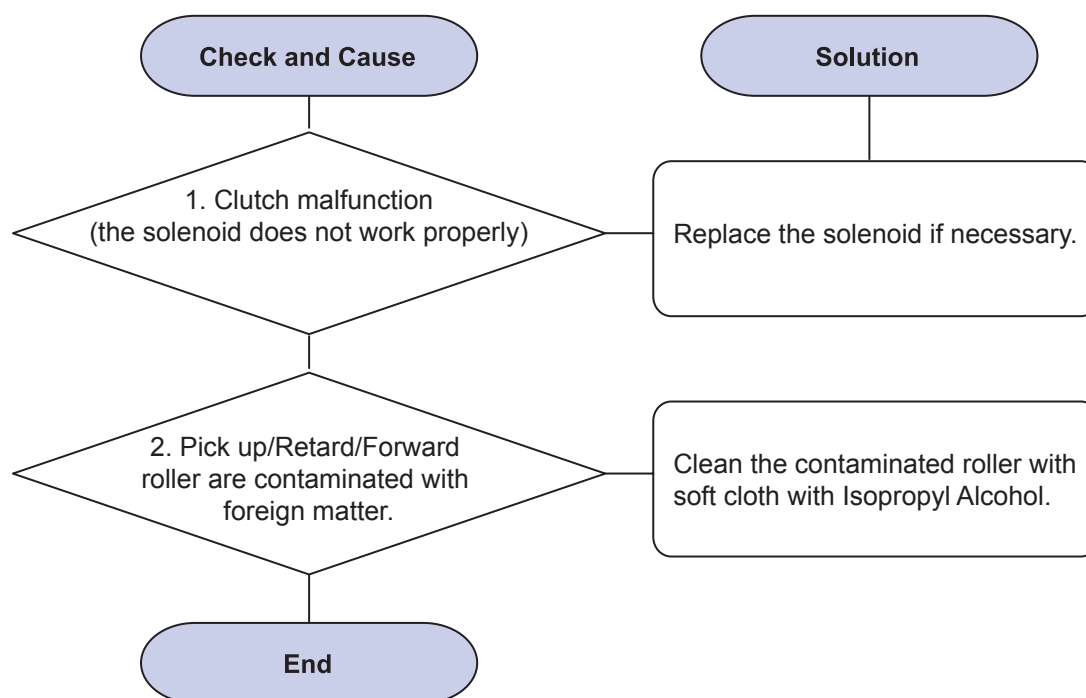 Check and Cause
Solution
1. Clutch malfunction
(the solenoid does not work properly)
Replace the solenoid if necessary.
2. Pick up/Retard/Forward
roller are contaminated with
foreign matter.
Clean the contaminated roller with
soft cloth with Isopropyl Alcohol.
End